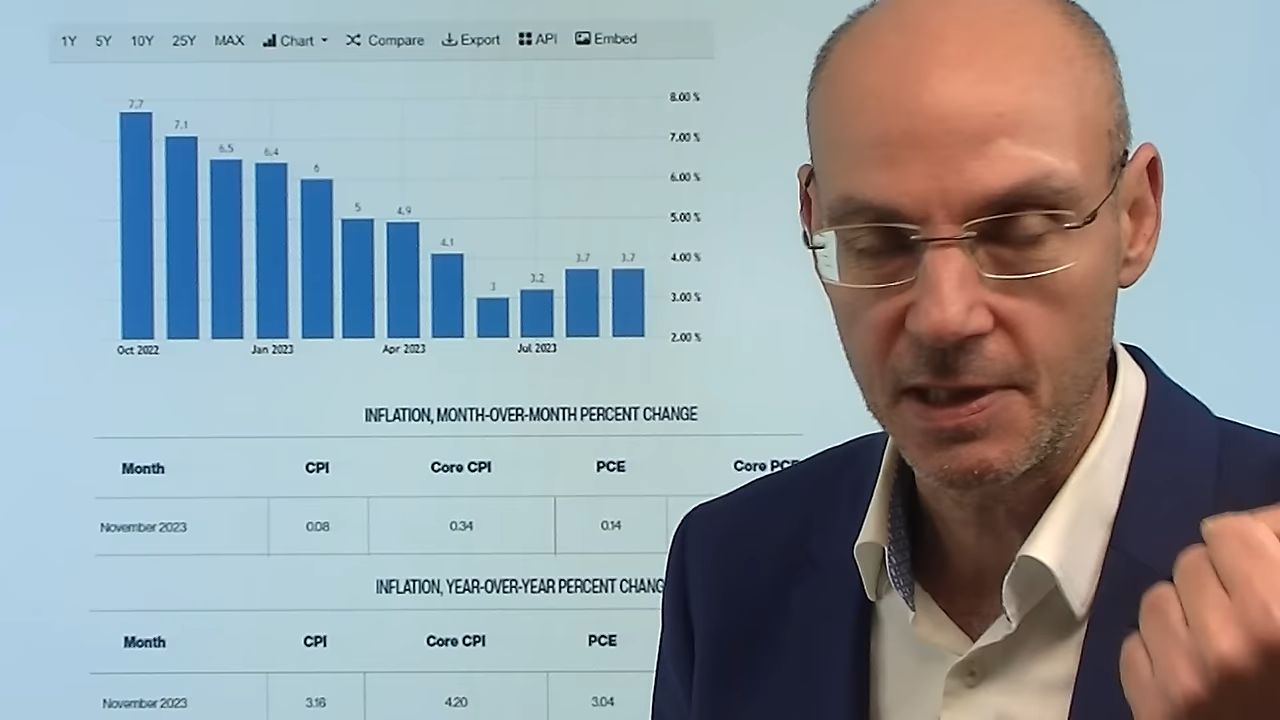 1Y 5Y 10Y 25Y MAX Chart Compare Export API Embed
8.00 %
7.00 %
6.00 %
5.00 %
4.00 %
3.00 %
2.00 %
7.7
7.1
6.5
6.4
6
5
4.9
4.1
3
3.2
3.7
3.7
Oct 2022 Jan 2023 Apr 2023 Jul 2023
INFLATION, MONTH-OVER-MONTH PERCENT CHANGE
Month CPI Core CPI PCE Core PCE
November 2023 0.08 0.34 0.14
INFLATION, YEAR-OVER-YEAR PERCENT CHANG
Month CPI Core CPI PCE
November 2023 3.16 4.20 3.04